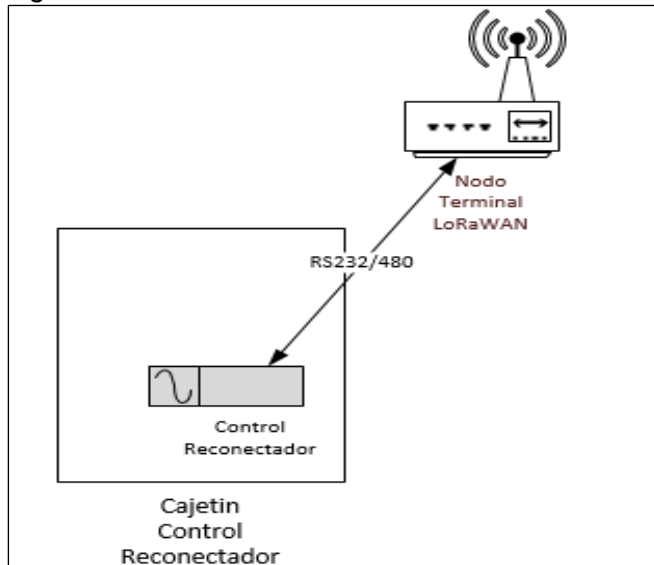 Nodo
Terminal
LoRaWAN
RS232/480
Control
Reconectador
Cajetin
Control
Reconectador